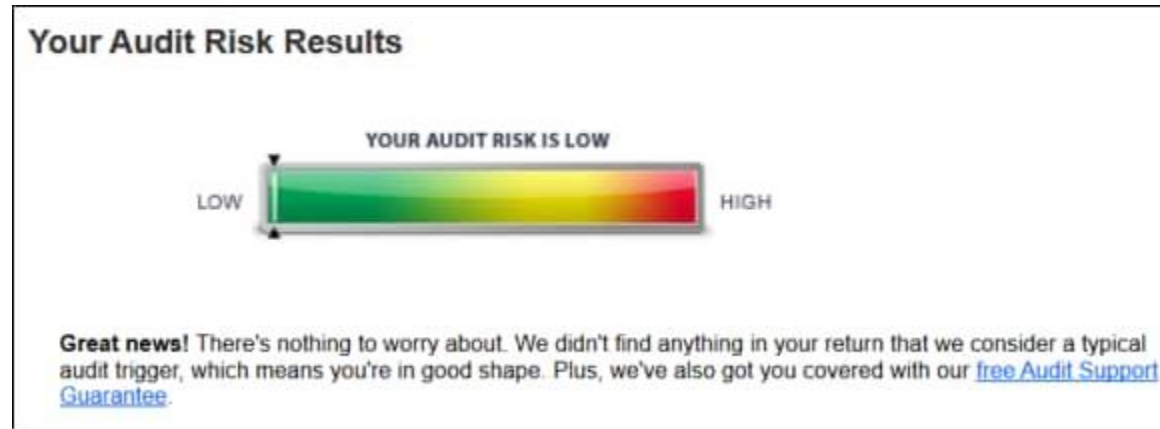 Your Audit Risk Results
YOUR AUDIT RISK IS LOW
LOW
HIGH
Great news! There's nothing to worry about. We didn't find anything in your return that we consider a typical
audit trigger, which means you're in good shape. Plus, we've also got you covered with our free Audit Support
Guarantee.